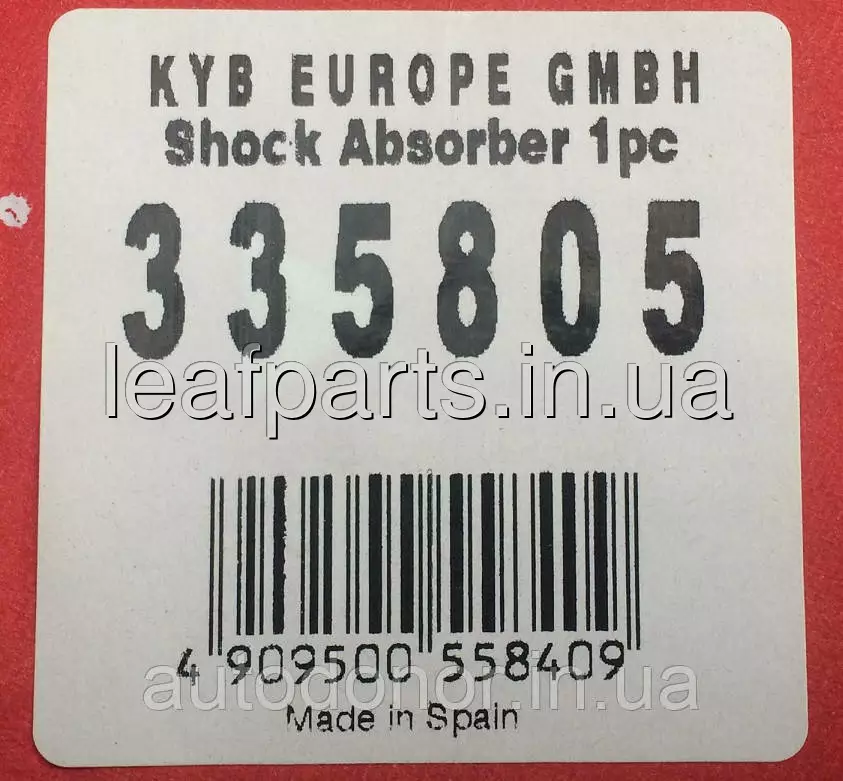 KYB EUROPE GMBH
Shock Absorber 1pc
335805
leafparts.in.ua
4 909500 558409
autodonor.in.ua
Made in Spain